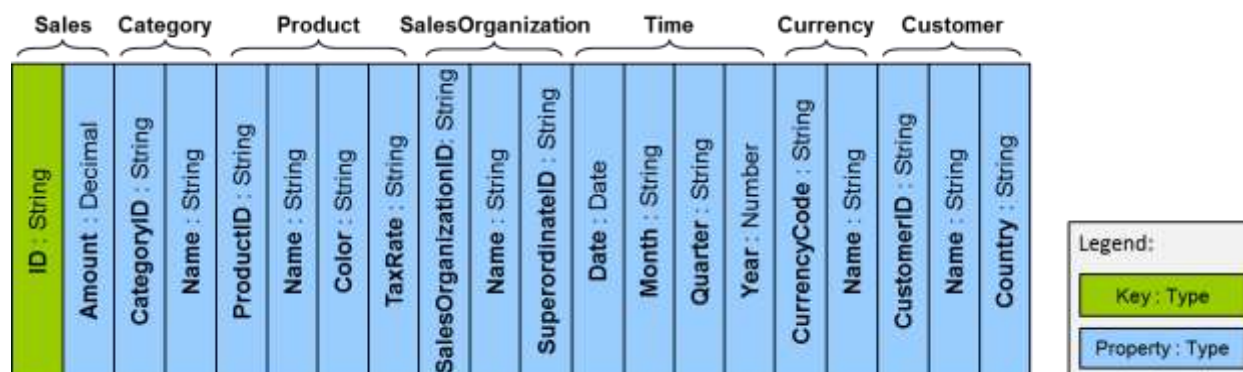 Sales Category Product SalesOrganization Time Currency Customer
ID : String
Amount : Decimal
CategoryID : String
Name : String
ProductID : String
Name : String
Color : String
TaxRate : String
SalesOrganizationID: String
Name : String
SuperordinateID : String
Date : Date
Month : String
Quarter : String
Year : Number
CurrencyCode : String
Name : String
CustomerID : String
Name : String
Country : String
Legend:
Key : Type
Property : Type